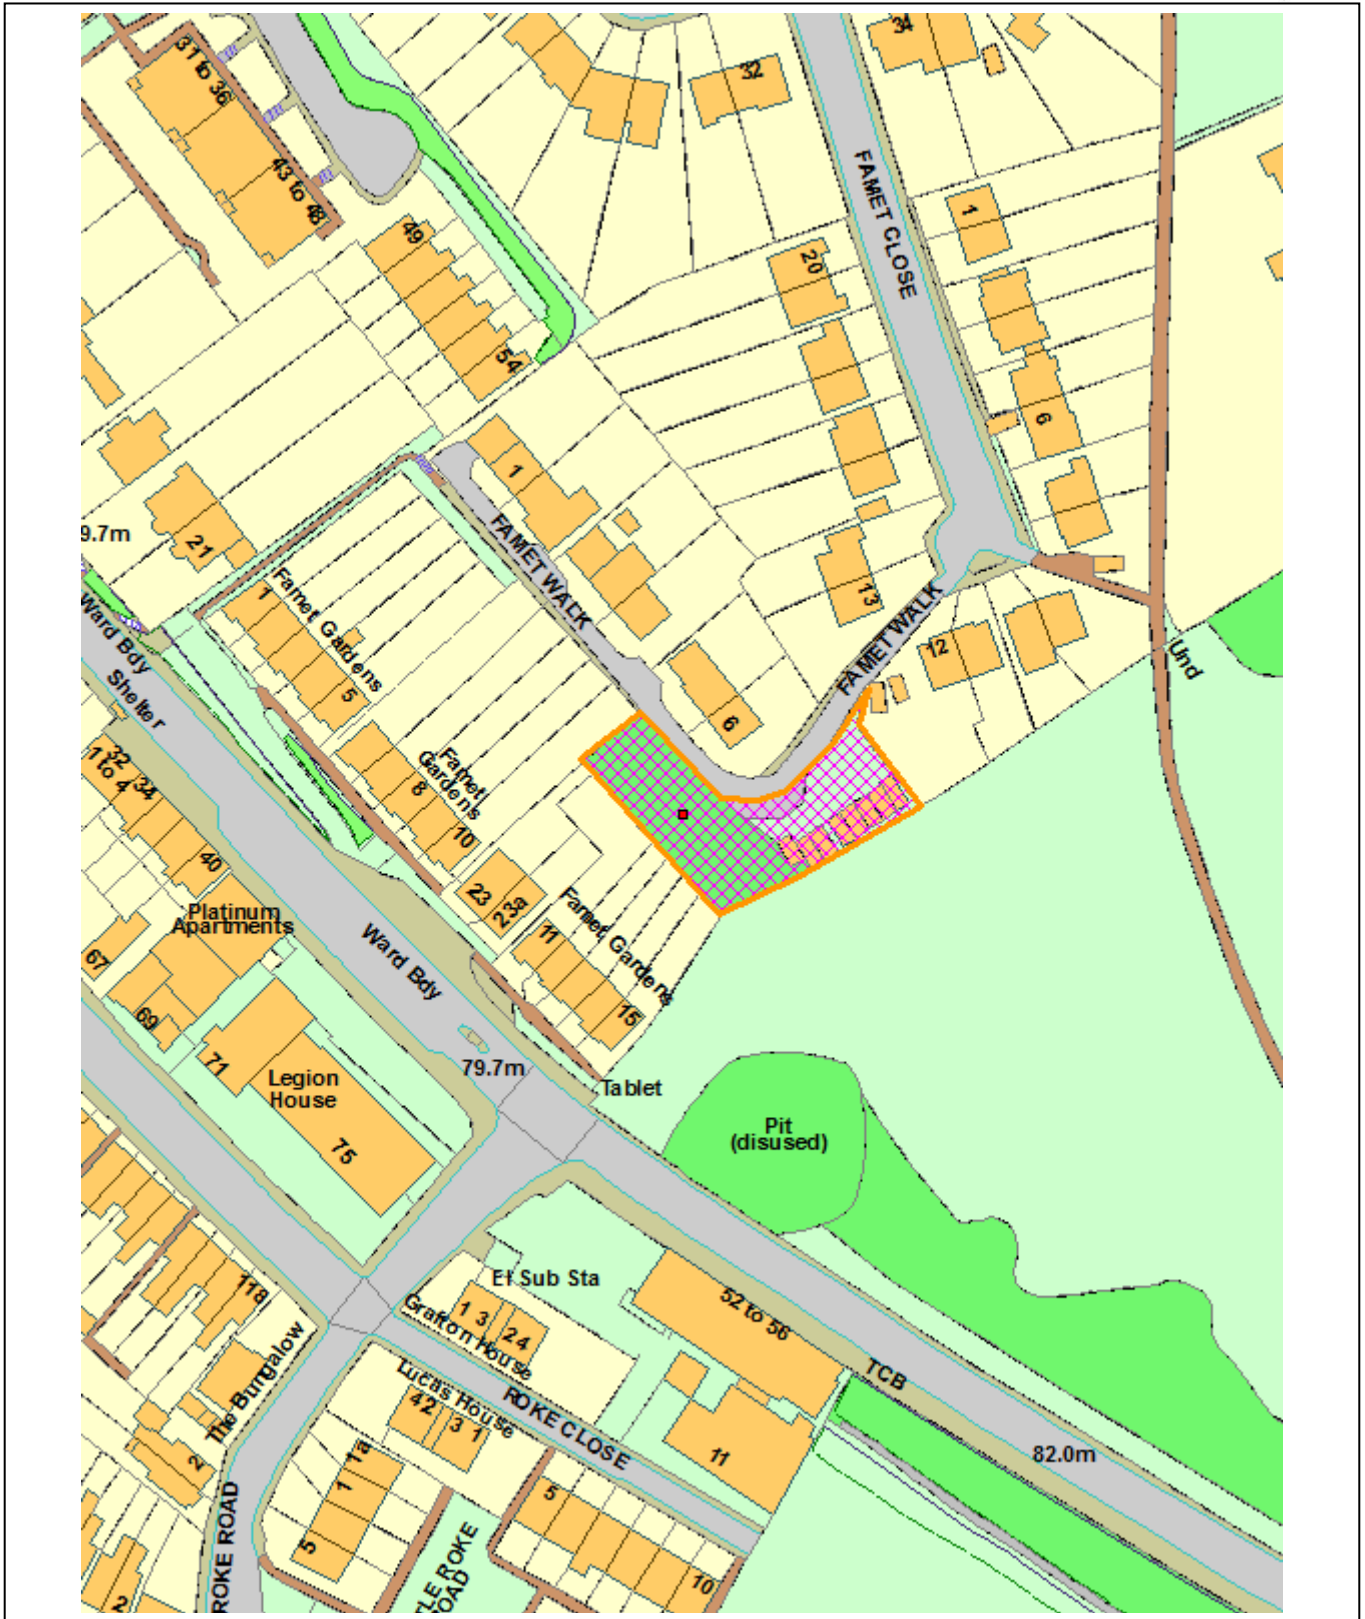 31 to 36
32
34
43 to 48
FAMET CLOSE
1
49
20
54
6
1
21
9.7m
FAMET WALK
13
FAMET WALK
12
Und
Famet Gardens
1
5
Ward Bdy
Shelter
6
32
1 to 4
34
Famet
Gardens
8
10
40
23
23a
Famet Gardens
11
15
Platinum
Apartments
Ward Bdy
67
69
71
Legion
House
75
79.7m
Tablet
Pit
(disused)
El Sub Sta
118
1 3
2 4
Grafton House
52 to 56
The Bungalow
Lucas House
42
3 1
ROKE CLOSE
TCB
11
82.0m
2
1a
1
5
5
10
ROKE ROAD
TLE ROKE
OAD
2